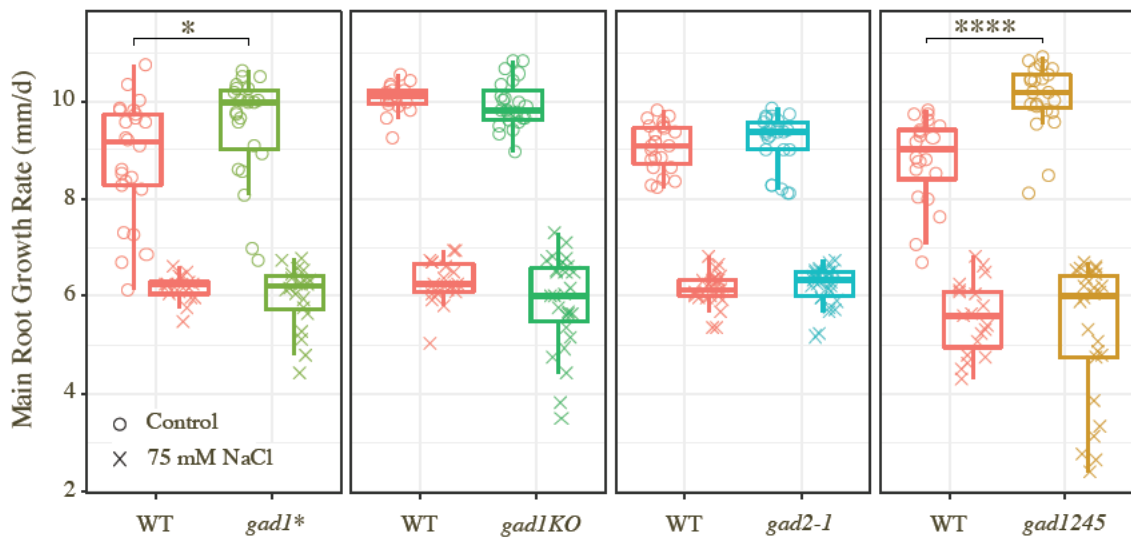 *
****
Main Root Growth Rate (mm/d)
10
8
6
4
2
Control
75 mM NaCl
WT
gad1*
WT
gad1KO
WT
gad2-1
WT
gad1245